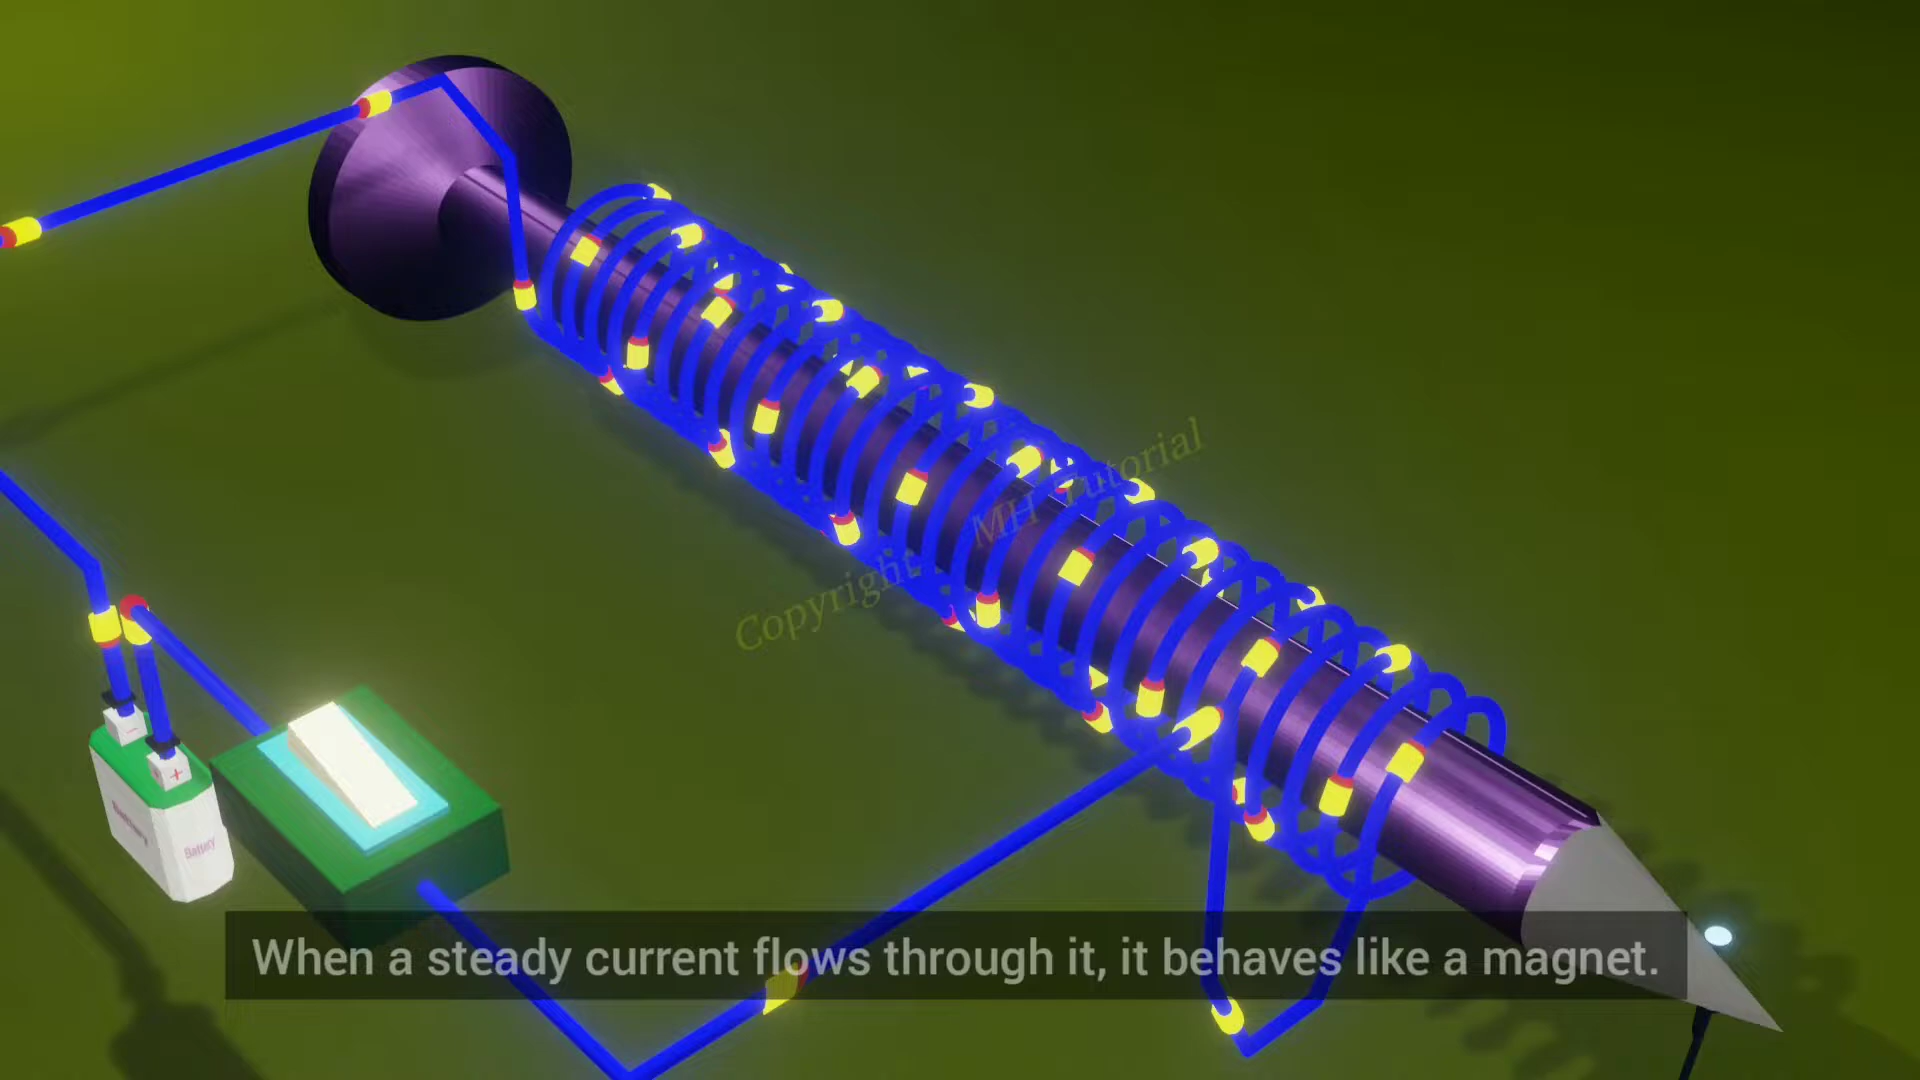 Copyright MH Tutorial
Battery
When a steady current flows through it, it behaves like a magnet.